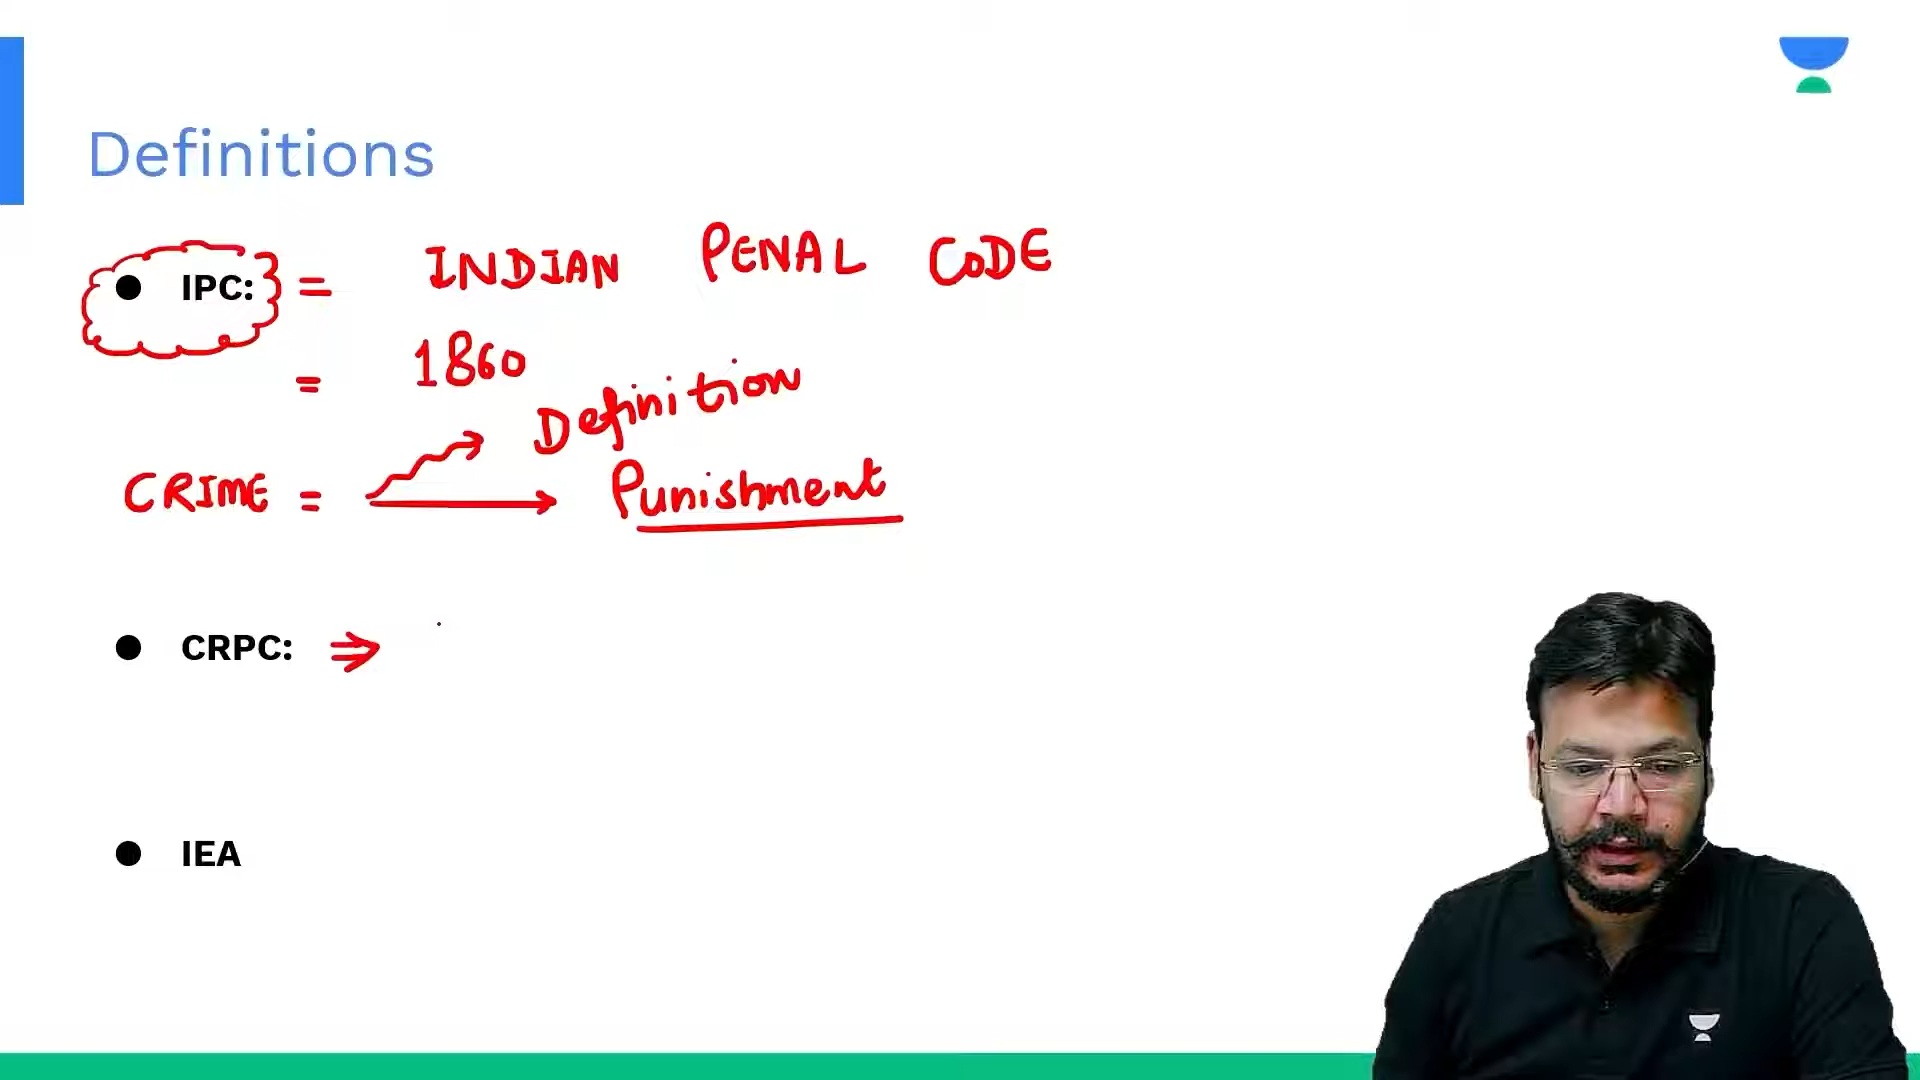 Definitions
IPC: = INDIAN PENAL CODE
= 1860
Definition
CRIME = Punishment
CRPC: ⇒
IEA